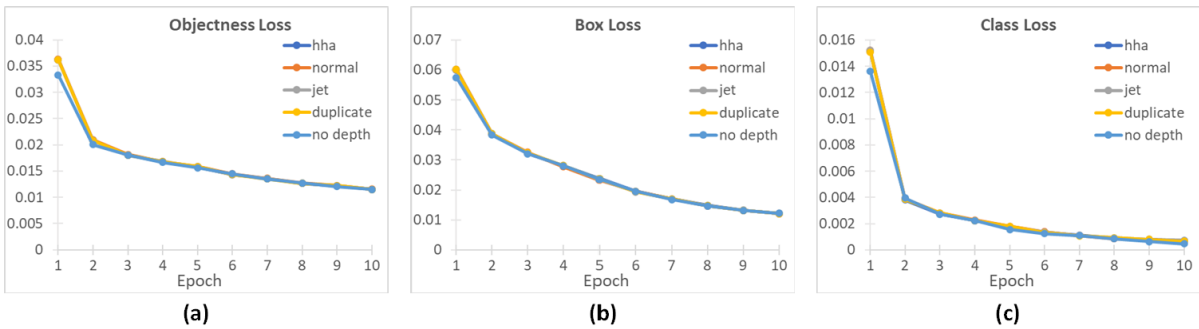 Objectness Loss
0.04
0.035
0.03
0.025
0.02
0.015
0.01
0.005
0
hha
normal
jet
duplicate
no depth
1 2 3 4 5 6 7 8 9 10
Epoch
(a)
Box Loss
0.07
0.06
0.05
0.04
0.03
0.02
0.01
0
hha
normal
jet
duplicate
no depth
1 2 3 4 5 6 7 8 9 10
Epoch
(b)
Class Loss
0.016
0.014
0.012
0.01
0.008
0.006
0.004
0.002
0
hha
normal
jet
duplicate
no depth
1 2 3 4 5 6 7 8 9 10
Epoch
(c)